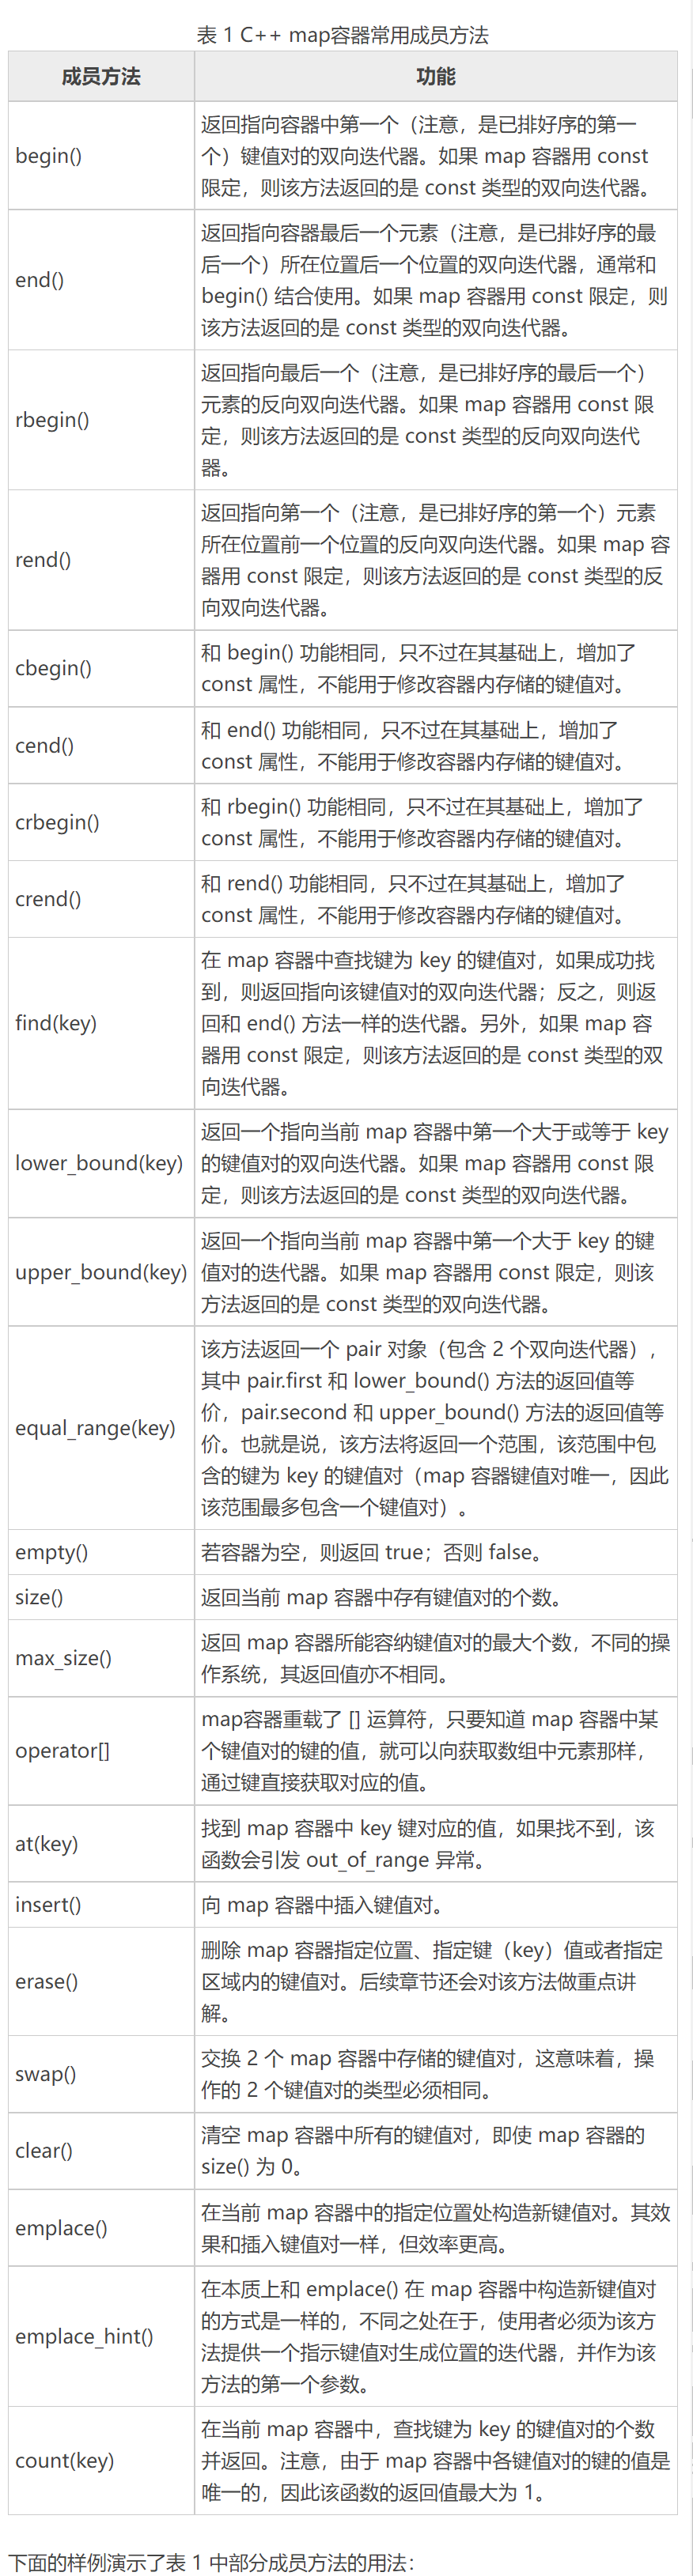 表 1 C++ map容器常用成员方法
成员方法
功能
begin()
返回指向容器中第一个（注意，是已排好序的第一
个）键值对的双向迭代器。如果 map 容器用 const
限定，则该方法返回的是 const 类型的双向迭代器。
end()
返回指向容器最后一个元素（注意，是已排好序的最
后一个）所在位置后一个位置的双向迭代器，通常和
begin() 结合使用。如果 map 容器用 const 限定，则
该方法返回的是 const 类型的双向迭代器。
rbegin()
返回指向最后一个（注意，是已排好序的最后一个）
元素的反向双向迭代器。如果 map 容器用 const 限
定，则该方法返回的是 const 类型的反向双向迭代
器。
rend()
返回指向第一个（注意，是已排好序的第一个）元素
所在位置前一个位置的反向双向迭代器。如果 map 容
器用 const 限定，则该方法返回的是 const 类型的反
向双向迭代器。
cbegin()
和 begin() 功能相同，只不过在其基础上，增加了
const 属性，不能用于修改容器内存储的键值对。
cend()
和 end() 功能相同，只不过在其基础上，增加了
const 属性，不能用于修改容器内存储的键值对。
crbegin()
和 rbegin() 功能相同，只不过在其基础上，增加了
const 属性，不能用于修改容器内存储的键值对。
crend()
和 rend() 功能相同，只不过在其基础上，增加了
const 属性，不能用于修改容器内存储的键值对。
find(key)
在 map 容器中查找键为 key 的键值对，如果成功找
到，则返回指向该键值对的双向迭代器；反之，则返
回和 end() 方法一样的迭代器。另外，如果 map 容
器用 const 限定，则该方法返回的是 const 类型的双
向迭代器。
lower_bound(key)
返回一个指向当前 map 容器中第一个大于或等于 key
的键值对的双向迭代器。如果 map 容器用 const 限
定，则该方法返回的是 const 类型的双向迭代器。
upper_bound(key)
返回一个指向当前 map 容器中第一个大于 key 的键
值对的迭代器。如果 map 容器用 const 限定，则该
方法返回的是 const 类型的双向迭代器。
equal_range(key)
该方法返回一个 pair 对象（包含 2 个双向迭代器），
其中 pair.first 和 lower_bound() 方法的返回值等
价，pair.second 和 upper_bound() 方法的返回值等
价。也就是说，该方法将返回一个范围，该范围中包
含的键为 key 的键值对（map 容器键值对唯一，因此
该范围最多包含一个键值对）。
empty()
若容器为空，则返回 true；否则 false。
size()
返回当前 map 容器中存有键值对的个数。
max_size()
返回 map 容器所能容纳键值对的最大个数，不同的操
作系统，其返回值亦不相同。
operator[]
map容器重载了 [] 运算符，只要知道 map 容器中某
个键值对的键的值，就可以向获取数组中元素那样，
通过键直接获取对应的值。
at(key)
找到 map 容器中 key 键对应的值，如果找不到，该
函数会引发 out_of_range 异常。
insert()
向 map 容器中插入键值对。
erase()
删除 map 容器指定位置、指定键（key）值或者指定
区域内的键值对。后续章节还会对该方法做重点讲
解。
swap()
交换 2 个 map 容器中存储的键值对，这意味着，操
作的 2 个键值对的类型必须相同。
clear()
清空 map 容器中所有的键值对，即使 map 容器的
size() 为 0。
emplace()
在当前 map 容器中的指定位置处构造新键值对。其效
果和插入键值对一样，但效率更高。
emplace_hint()
在本质上和 emplace() 在 map 容器中构造新键值对
的方式是一样的，不同之处在于，使用者必须为该方
法提供一个指示键值对生成位置的迭代器，并作为该
方法的第一个参数。
count(key)
在当前 map 容器中，查找键为 key 的键值对的个数
并返回。注意，由于 map 容器中各键值对的键的值是
唯一的，因此该函数的返回值最大为 1。
下面的样例演示了表 1 中部分成员方法的用法：